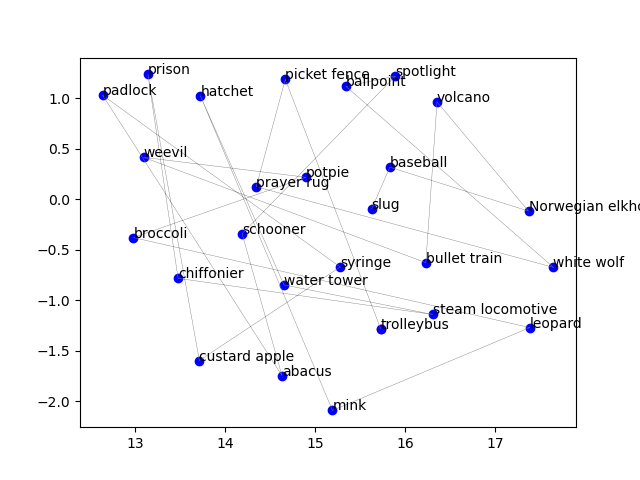 prison
spotlight
picket fence
ballpoint
padlock
hatchet
volcano
1.0
weevil
0.5
baseball
potpie
prayer rug
0.0
slug
Norwegian elkho
broccoli
schooner
−0.5
syringe
bullet train
white wolf
chiffonier
water tower
−1.0
steam locomotive
trolleybus
leopard
−1.5
custard apple
abacus
−2.0
mink
13 14 15 16 17